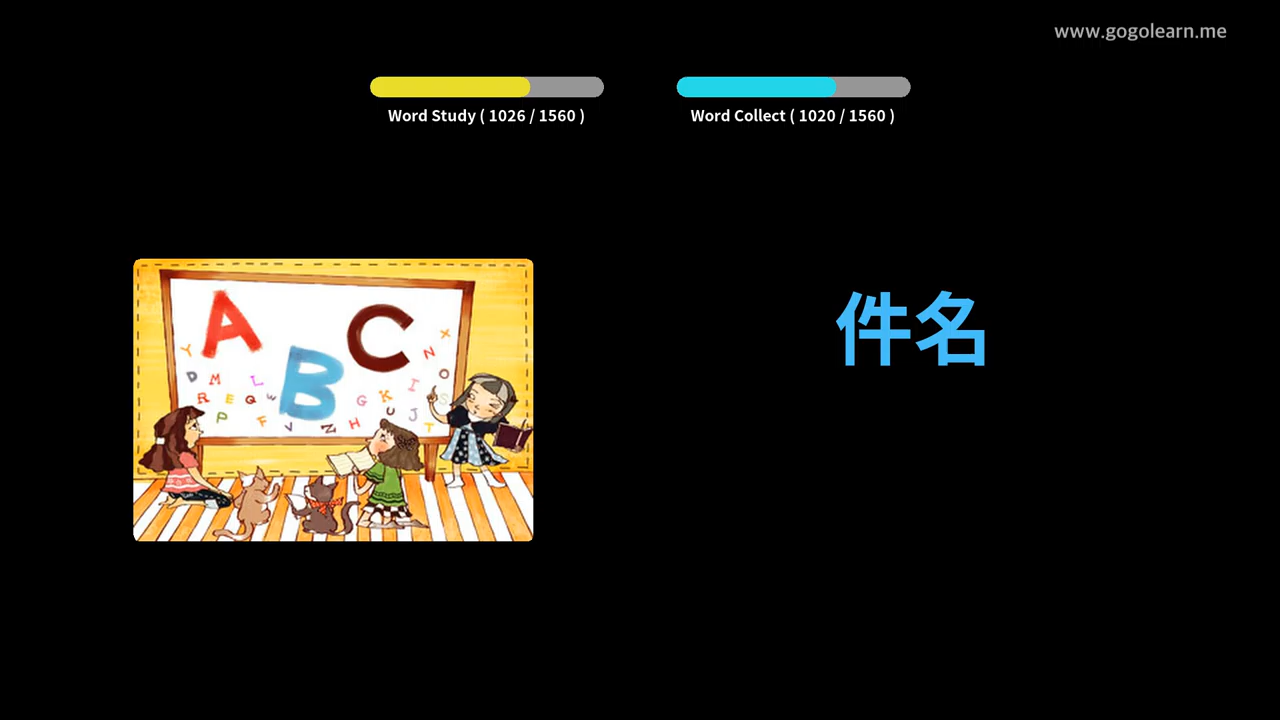 www.gogolearn.me
Word Study ( 1026 / 1560 )
Word Collect ( 1020 / 1560 )
件名
A
B
C
Y
X
N
D
M
L
O
R
E
Q
W
G
K
I
S
P
F
V
Z
H
U
J
T